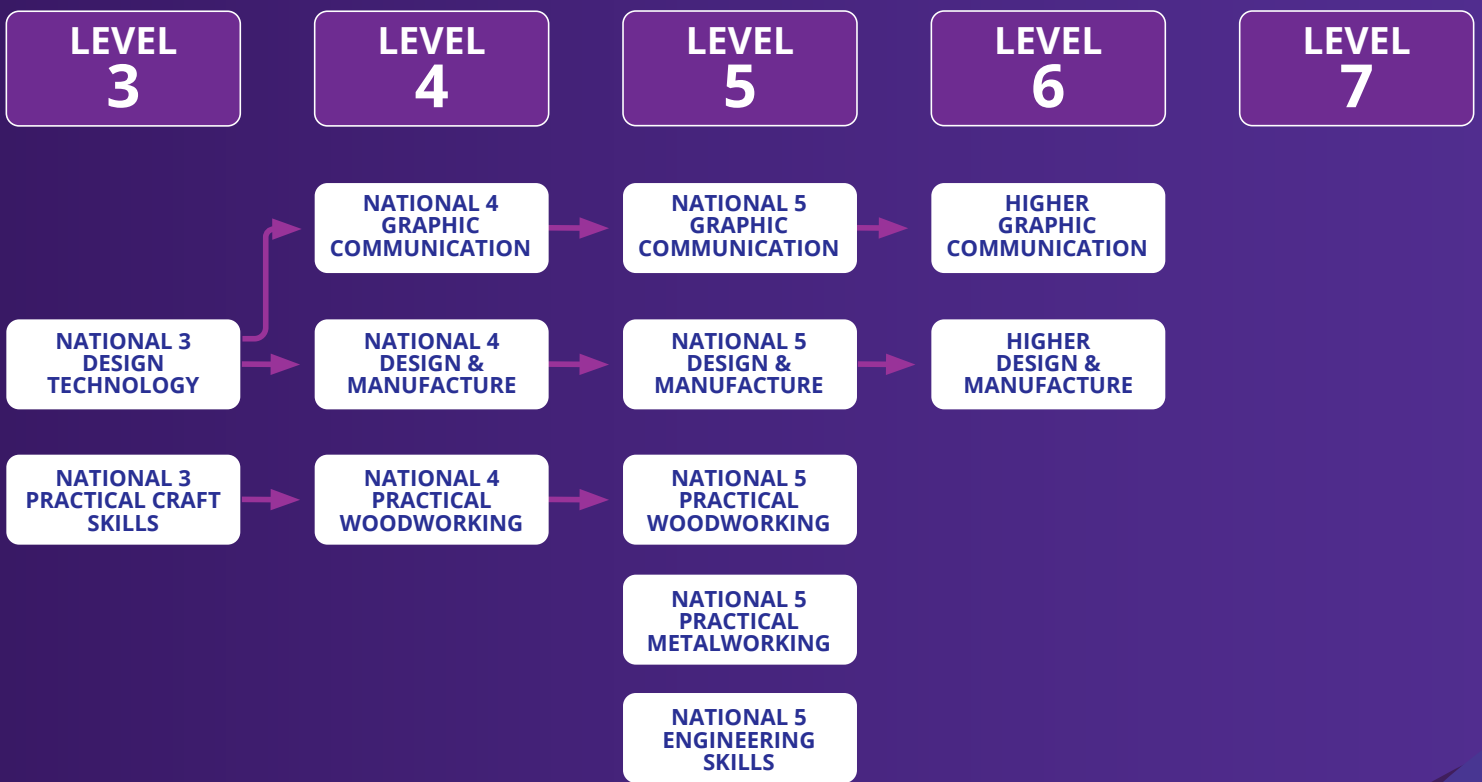 LEVEL
3
LEVEL
4
LEVEL
5
LEVEL
6
LEVEL
7
NATIONAL 4
GRAPHIC
COMMUNICATION
NATIONAL 5
GRAPHIC
COMMUNICATION
HIGHER
GRAPHIC
COMMUNICATION
NATIONAL 3
DESIGN
TECHNOLOGY
NATIONAL 4
DESIGN &
MANUFACTURE
NATIONAL 5
DESIGN &
MANUFACTURE
HIGHER
DESIGN &
MANUFACTURE
NATIONAL 3
PRACTICAL CRAFT
SKILLS
NATIONAL 4
PRACTICAL
WOODWORKING
NATIONAL 5
PRACTICAL
WOODWORKING
NATIONAL 5
PRACTICAL
METALWORKING
NATIONAL 5
ENGINEERING
SKILLS